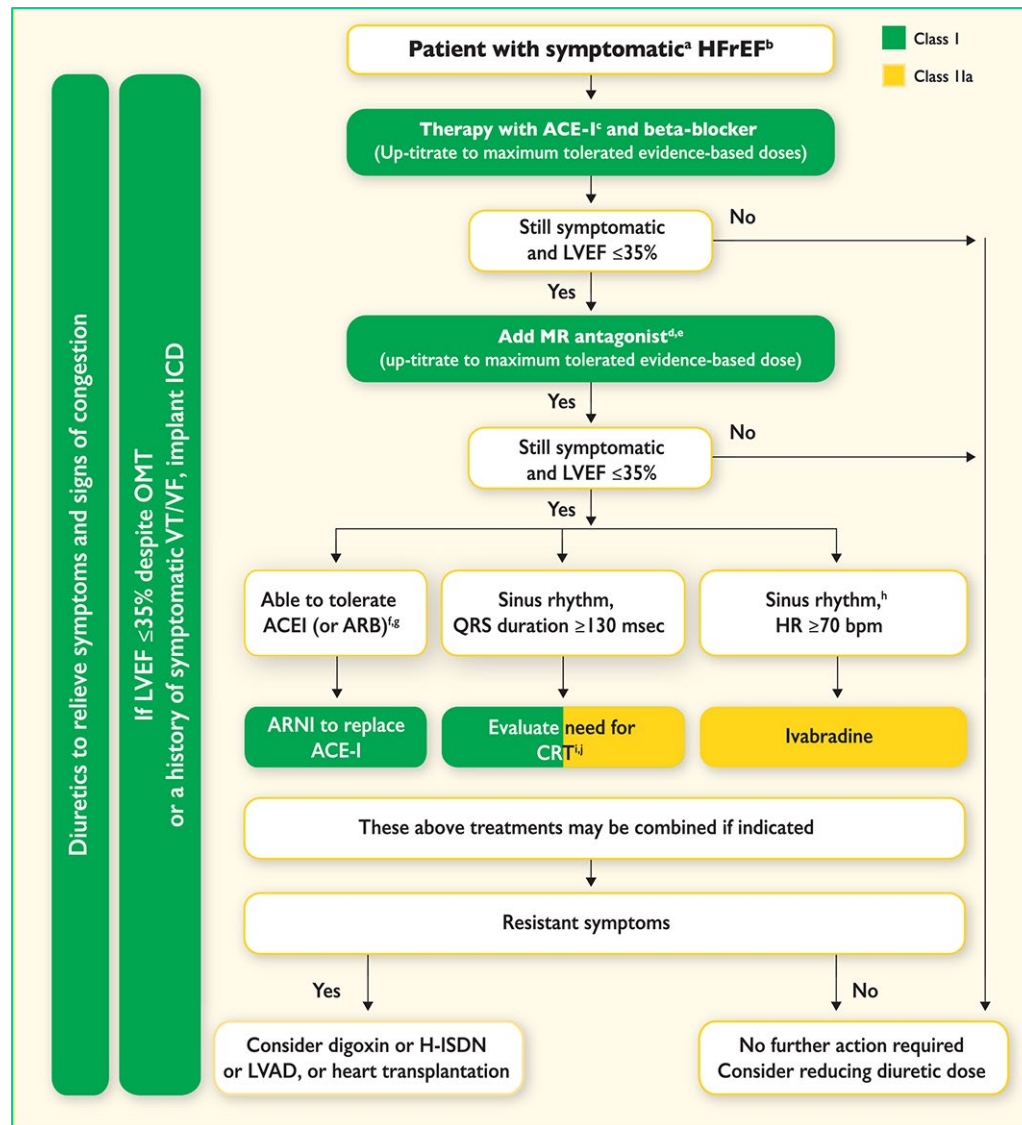 Patient with symptomaticᵃ HFrEFᵇ
Class I
Class IIa
Therapy with ACE-Iᶜ and beta-blocker
(Up-titrate to maximum tolerated evidence-based doses)
Still symptomatic
and LVEF ≤35%
No
Yes
Add MR antagonistᵈ,ᵉ
(up-titrate to maximum tolerated evidence-based dose)
Yes
Still symptomatic
and LVEF ≤35%
No
Yes
Able to tolerate
ACEI (or ARB)ᶠ,ᵍ
Sinus rhythm,
QRS duration ≥130 msec
Sinus rhythm,ʰ
HR ≥70 bpm
ARNI to replace
ACE-I
Evaluate need for
CRTⁱ,ʲ
Ivabradine
These above treatments may be combined if indicated
Resistant symptoms
Yes
No
Consider digoxin or H-ISDN
or LVAD, or heart transplantation
No further action required
Consider reducing diuretic dose
Diuretics to relieve symptoms and signs of congestion
If LVEF ≤35% despite OMT
or a history of symptomatic VT/VF, implant ICD